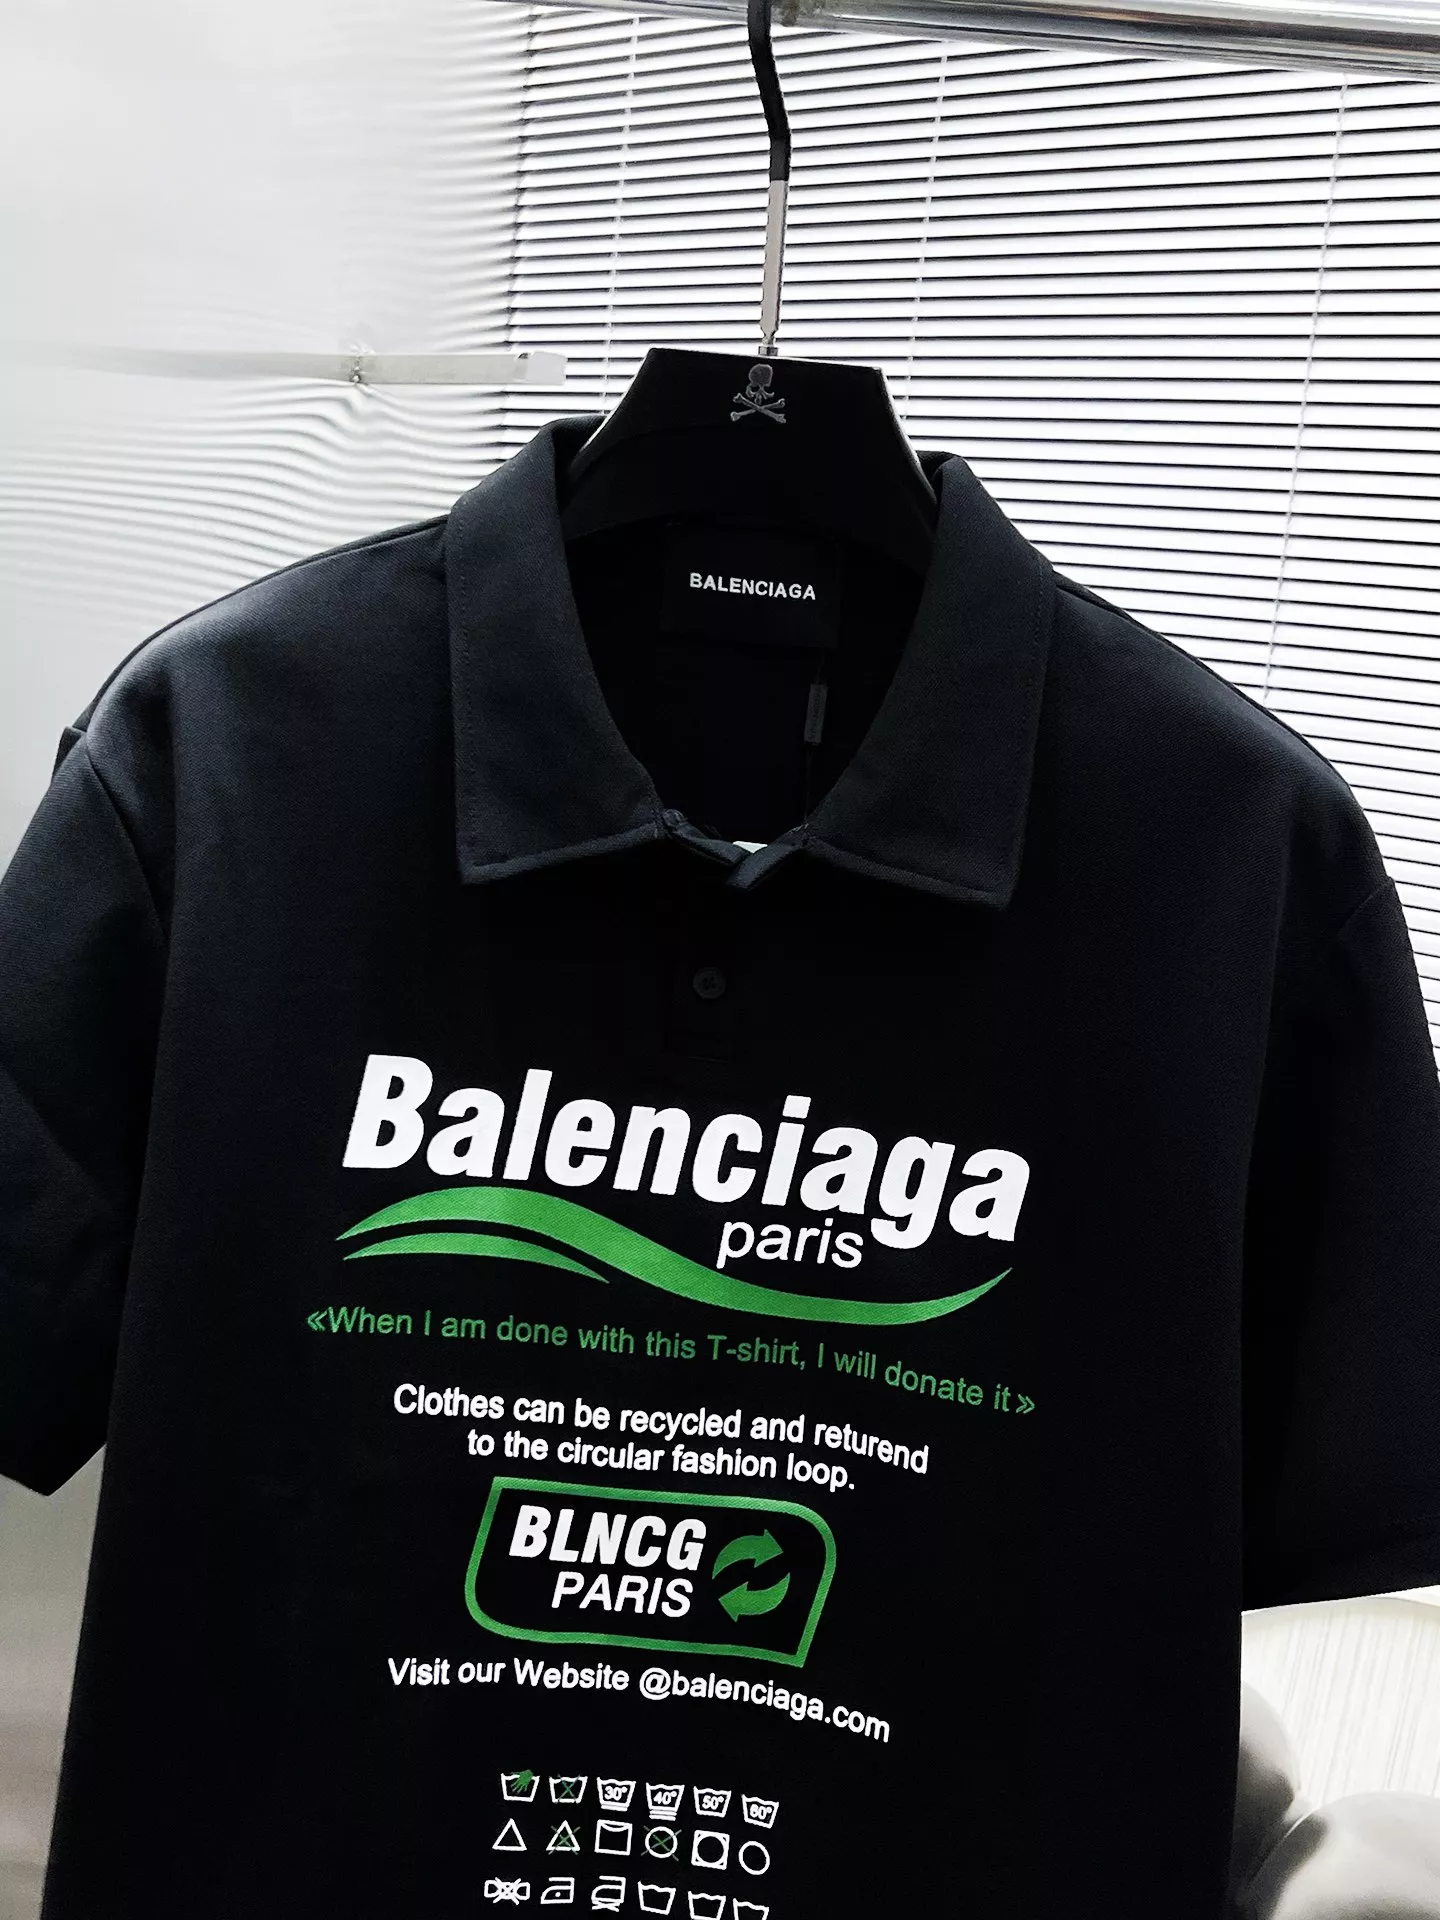 BALENCIAGA
Balenciaga
paris
«When I am done with this T-shirt, I will donate it»
Clothes can be recycled and returend
to the circular fashion loop.
BLNCG
PARIS
Visit our Website @balenciaga.com
30° 40° 50° 60°